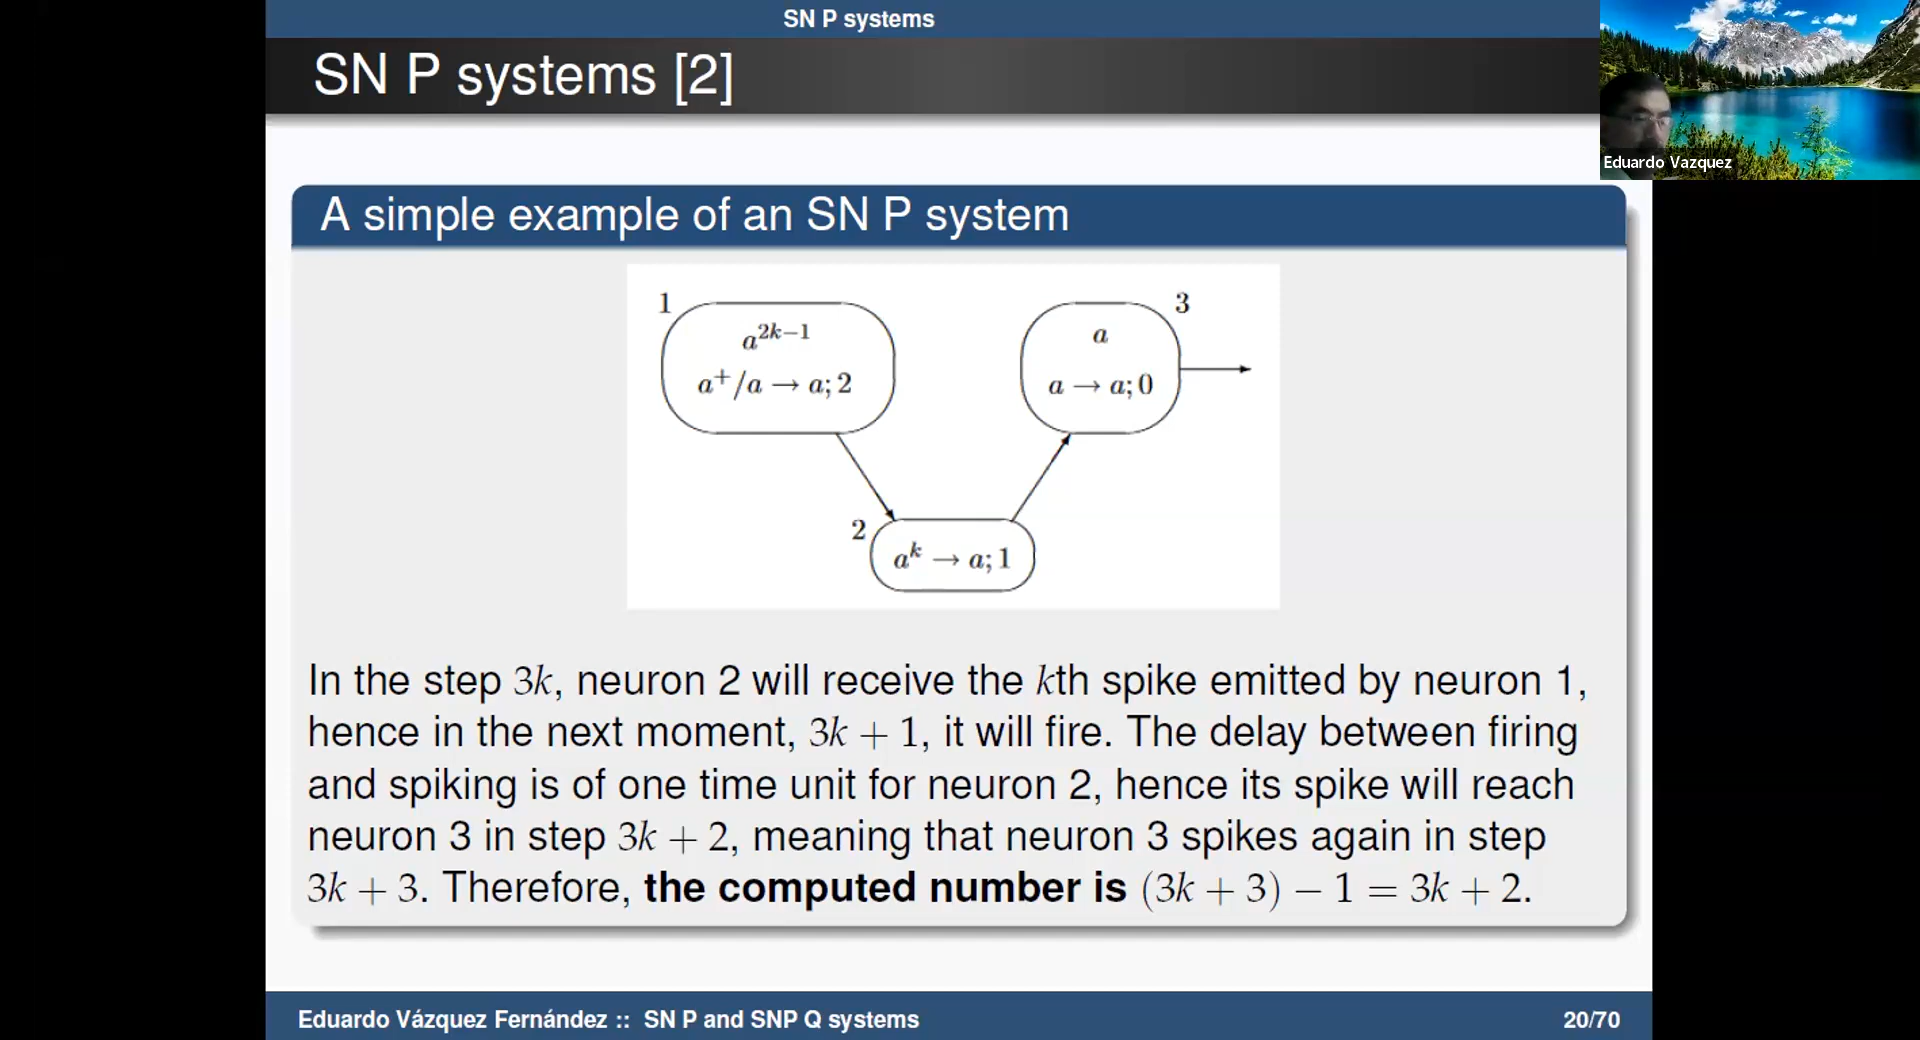 SN P systems
SN P systems [2]
Eduardo Vazquez
A simple example of an SN P system
1
a^{2k−1}
a^+/a → a; 2
3
a
a → a; 0
2
a^k → a; 1
In the step 3k, neuron 2 will receive the kth spike emitted by neuron 1,
hence in the next moment, 3k + 1, it will fire. The delay between firing
and spiking is of one time unit for neuron 2, hence its spike will reach
neuron 3 in step 3k + 2, meaning that neuron 3 spikes again in step
3k + 3. Therefore, the computed number is (3k + 3) − 1 = 3k + 2.
Eduardo Vázquez Fernández :: SN P and SNP Q systems
20/70